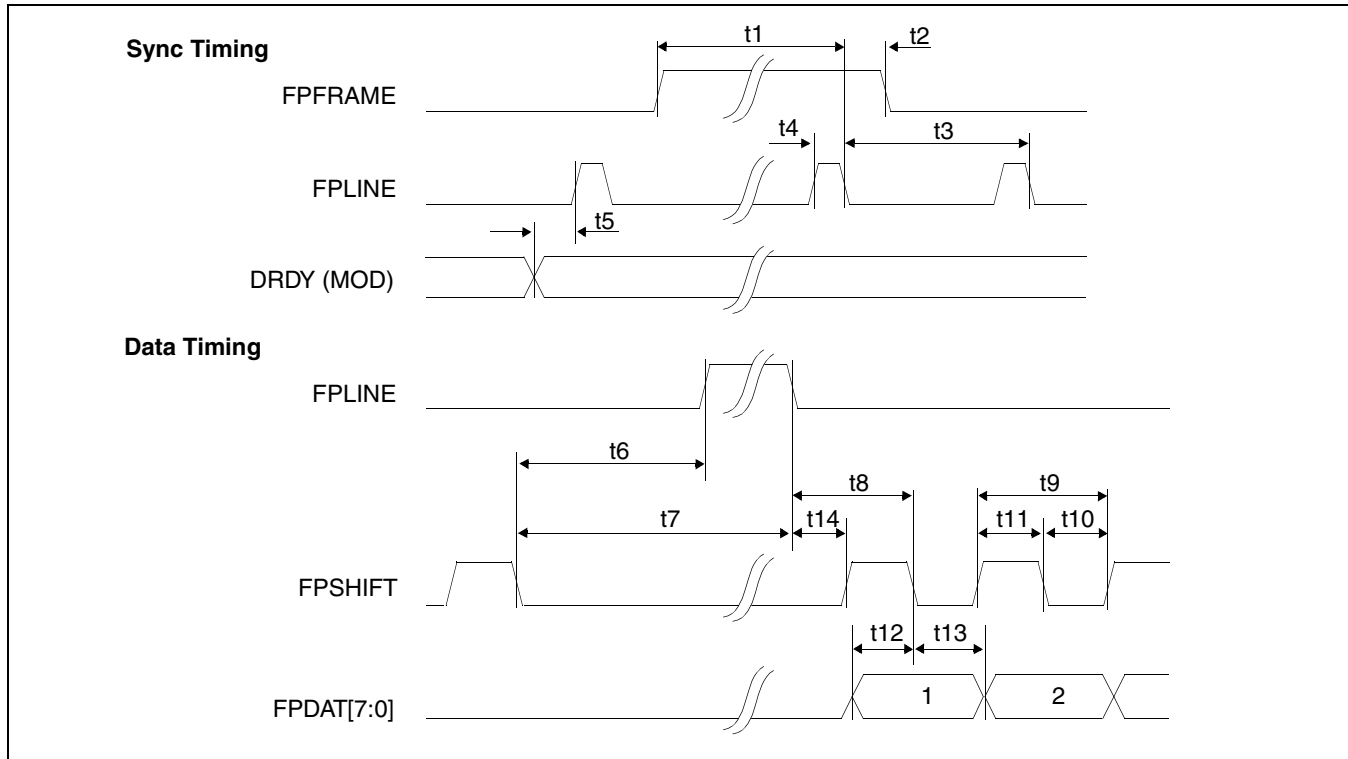 Sync Timing
t1
t2
FPFRAME
t4
t3
FPLINE
t5
DRDY (MOD)
Data Timing
FPLINE
t6
t8
t9
t7
t14
t11
t10
FPSHIFT
t12
t13
FPDAT[7:0]
1
2